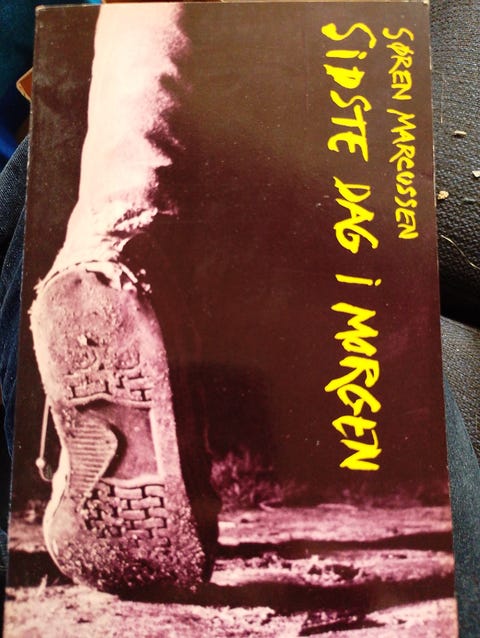 SØREN MARCUSSEN
SIDSTE DAG I MORGEN